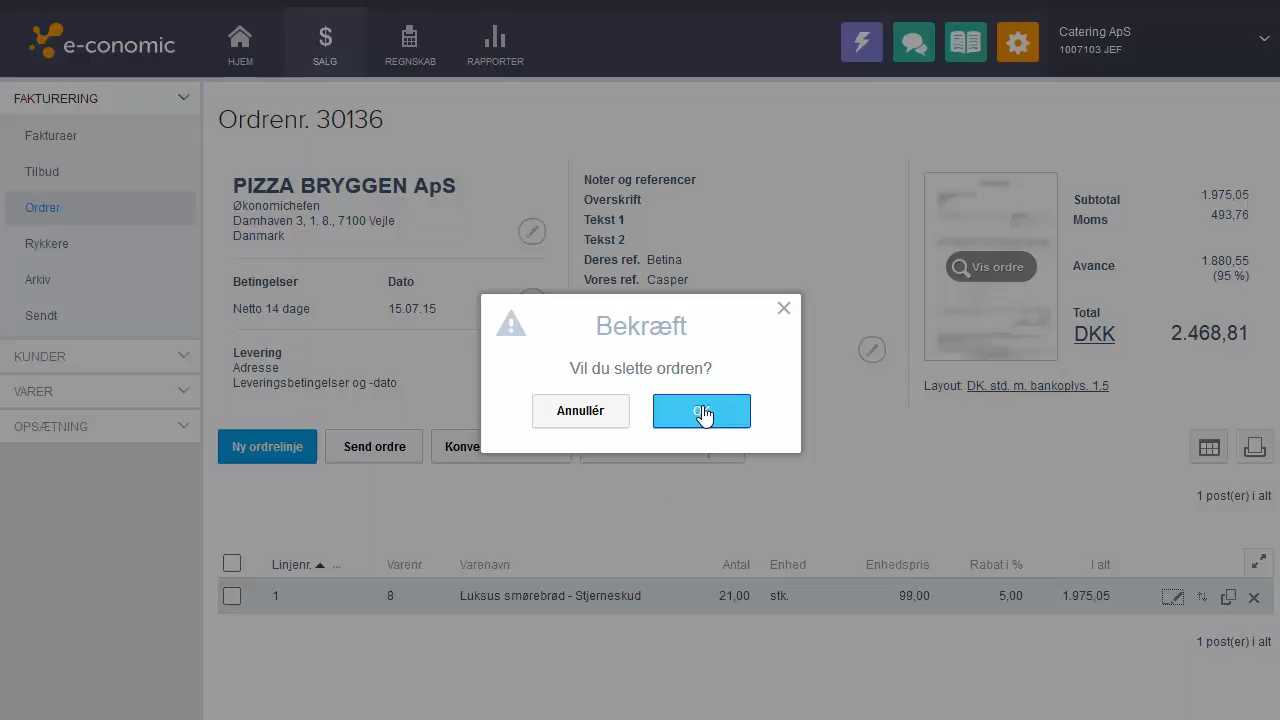 e-conomic
HJEM
SALG
REGNSKAB
RAPPORTER
Catering ApS
1007103 JEF
FAKTURERING
Fakturaer
Tilbud
Ordrer
Rykkere
Arkiv
Sendt
KUNDER
VARER
OPSÆTNING
Ordrenr. 30136
PIZZA BRYGGEN ApS
Økonomichefen
Damhaven 3, 1. 8., 7100 Vejle
Danmark
Betingelser Dato
Netto 14 dage 15.07.15
Levering
Adresse
Leveringsbetingelser og -dato
Noter og referencer
Overskrift
Tekst 1
Tekst 2
Deres ref. Betina
Vores ref. Casper
Vis ordre
Subtotal 1.975,05
Moms 493,76
Avance 1.880,55
(95 %)
Total
DKK 2.468,81
Layout: DK. std. m. bankoplys. 1.5
Bekræft
Vil du slette ordren?
Annullér
Ny ordrelinje Send ordre
1 post(er) i alt
Linjenr. ... Varenr. Varenavn Antal Enhed Enhedspris Rabat i % I alt
1 8 Luksus smørebrød - Stjerneskud 21,00 stk. 99,00 5,00 1.975,05
1 post(er) i alt